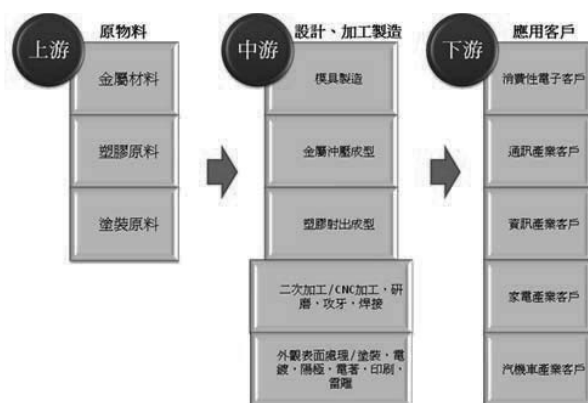 上游
原物料
金屬材料
塑膠原料
塗裝原料
中游
設計、加工製造
模具製造
金屬沖壓成型
塑膠射出成型
二次加工/CNC加工，研
磨，攻牙，焊接
外觀表面處理/塗裝，電
鍍，陽極，電著，印刷，
雷雕
下游
應用客戶
消費性電子客戶
通訊產業客戶
資訊產業客戶
家電產業客戶
汽機車產業客戶